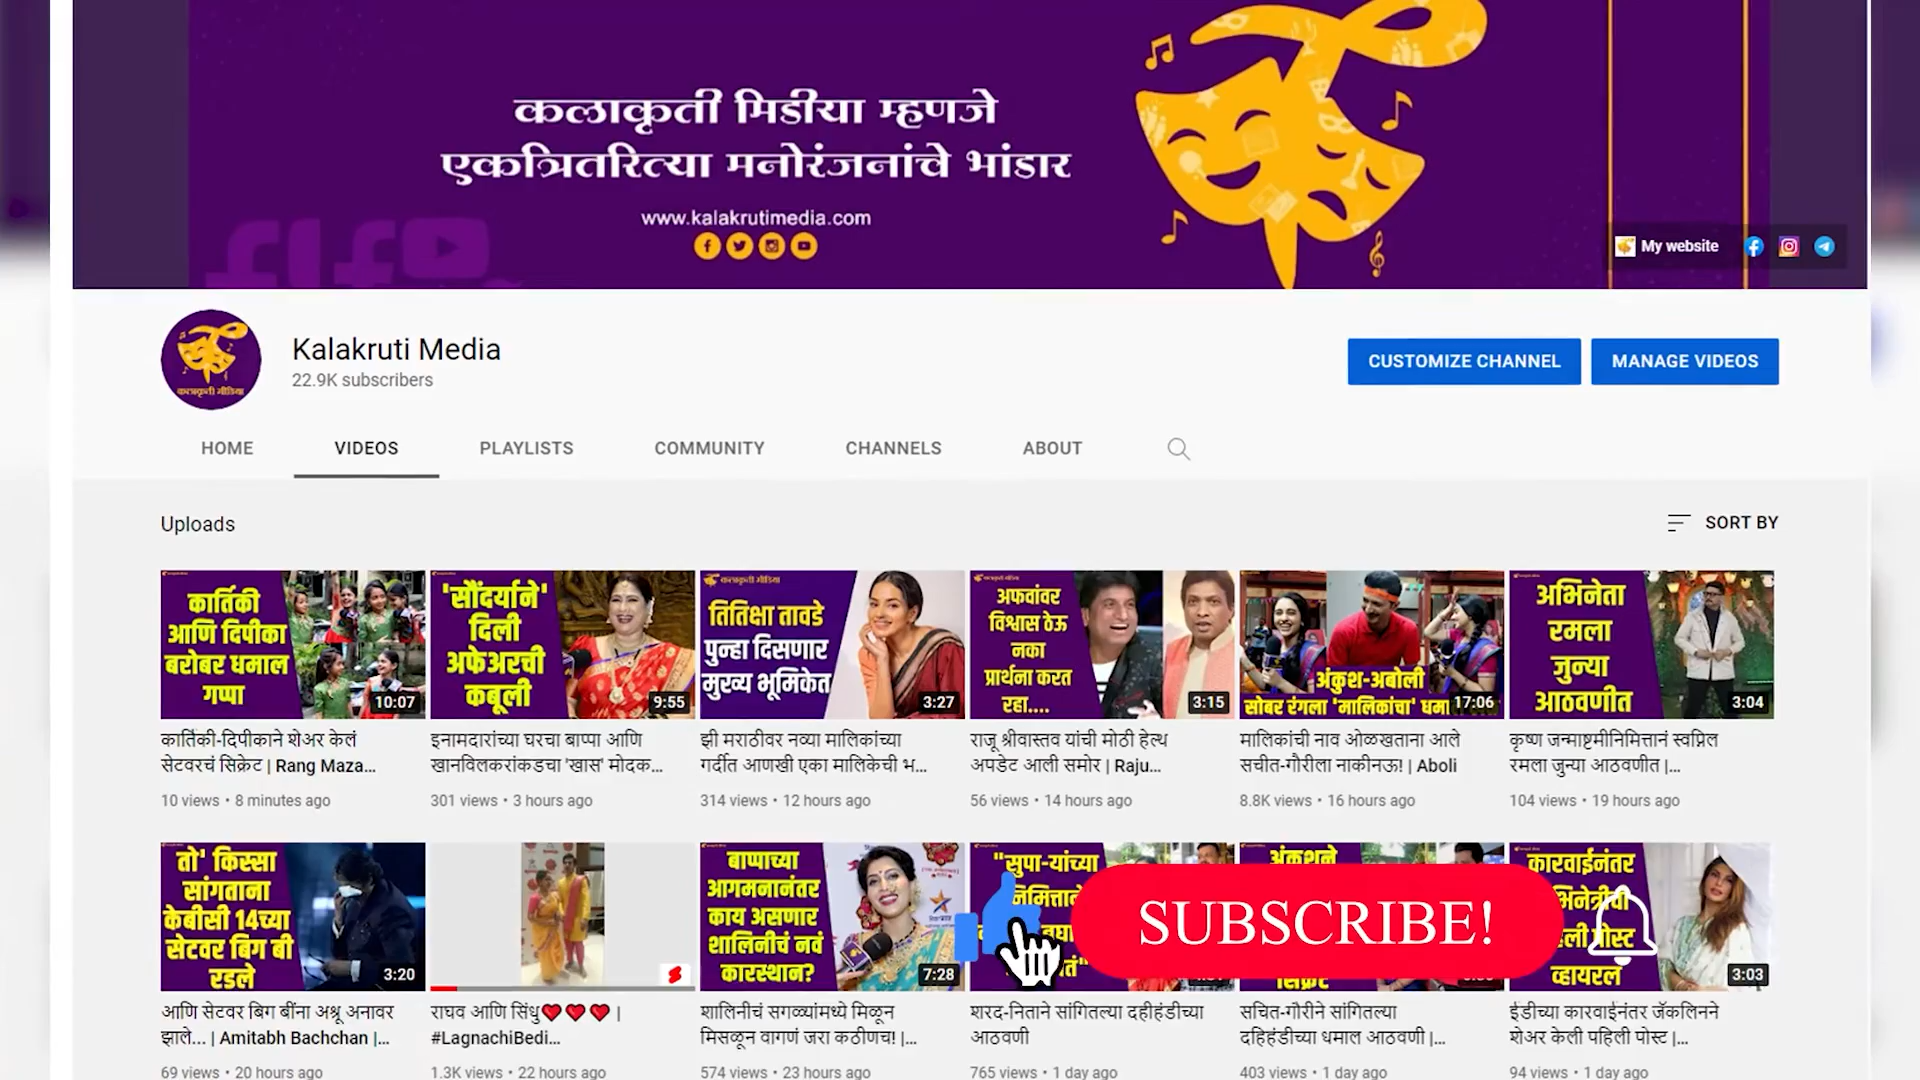 कलाकृती मिडीया म्हणजे
एकत्रितरित्या मनोरंजनांचे भांडार
www.kalakrutimedia.com
My website
Kalakruti Media
22.9K subscribers
CUSTOMIZE CHANNEL
MANAGE VIDEOS
HOME
VIDEOS
PLAYLISTS
COMMUNITY
CHANNELS
ABOUT
Uploads
SORT BY
कार्तिकी
आणि दिपीका
बरोबर धमाल
गप्पा
10:07
'सौंदर्याने'
दिली
अफेअरची
कबूली
9:55
कलाकृती मीडिया
तितिक्षा तावडे
पुन्हा दिसणार
मुख्य भूमिकेत
3:27
अफवांवर
विश्वास ठेऊ
नका
प्रार्थना करत
रहा....
3:15
अंकुश-अबोली
सोबर रंगला 'मालिकांचा' धमा
17:06
अभिनेता
रमला
जुन्या
आठवणीत
3:04
कार्तिकी-दिपीकाने शेअर केलं
सेटवरचं सिक्रेट | Rang Maza...
10 views • 8 minutes ago
इनामदारांच्या घरचा बाप्पा आणि
खानविलकरांकडचा 'खास' मोदक...
301 views • 3 hours ago
झी मराठीवर नव्या मालिकांच्या
गर्दीत आणखी एका मालिकेची भ...
314 views • 12 hours ago
राजू श्रीवास्तव यांची मोठी हेल्थ
अपडेट आली समोर | Raju...
56 views • 14 hours ago
मालिकांची नाव ओळखताना आले
सचीत-गौरीला नाकीनऊ! | Aboli
8.8K views • 16 hours ago
कृष्ण जन्माष्टमीनिमित्तानं स्वप्निल
रमला जुन्या आठवणीत |...
104 views • 19 hours ago
तो' किस्सा
सांगताना
केबीसी 14च्या
सेटवर बिग बी
रडले
3:20
बाप्पाच्या
आगमनानंतर
काय असणार
शालिनीचं नवं
कारस्थान?
7:28
"सुपा-यांच्या
अंकुशने
कारवाईनंतर
व्हायरल
3:03
SUBSCRIBE!
आणि सेटवर बिग बींना अश्रू अनावर
झाले... | Amitabh Bachchan |...
69 views • 20 hours ago
राघव आणि सिंधु❤❤❤ |
#LagnachiBedi...
1.3K views • 22 hours ago
शालिनीचं सगळ्यांमध्ये मिळून
मिसळून वागणं जरा कठीणच! |...
574 views • 23 hours ago
शरद-निताने सांगितल्या दहीहंडीच्या
आठवणी
765 views • 1 day ago
सचित-गौरीने सांगितल्या
दहिहंडीच्या धमाल आठवणी |...
403 views • 1 day ago
ईडीच्या कारवाईनंतर जॅकलिनने
शेअर केली पहिली पोस्ट |...
94 views • 1 day ago